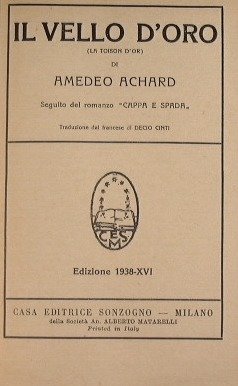 IL VELLO D'ORO
(LA TOISON D'OR)
DI
AMEDEO ACHARD
Seguito del romanzo "CAPPA E SPADA„
Traduzione dal francese di DECIO CINTI
CESMS
Edizione 1938-XVI
CASA EDITRICE SONZOGNO — MILANO
della Società An. ALBERTO MATARELLI
Printed in Italy